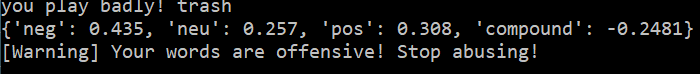 you play badly! trash
{'neg': 0.435, 'neu': 0.257, 'pos': 0.308, 'compound': -0.2481}
[Warning] Your words are offensive! Stop abusing!